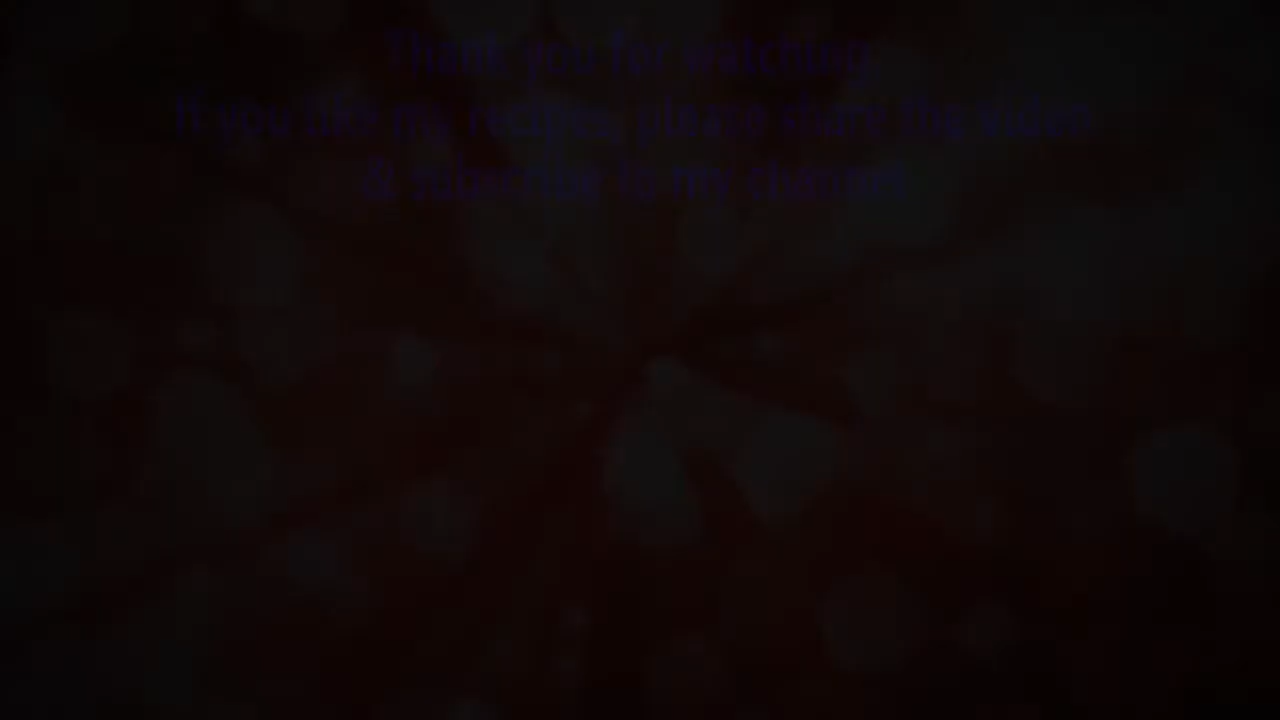 Thank you for watching
If you like my recipes, please share the video
& subscribe to my channel